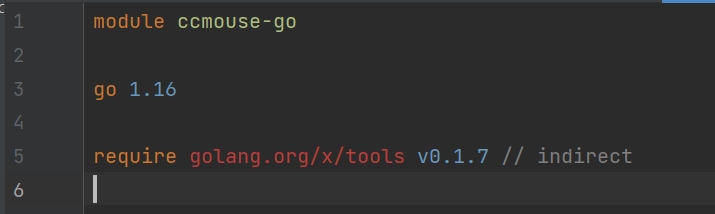 1 module ccmouse-go
2
3 go 1.16
4
5 require golang.org/x/tools v0.1.7 // indirect
6